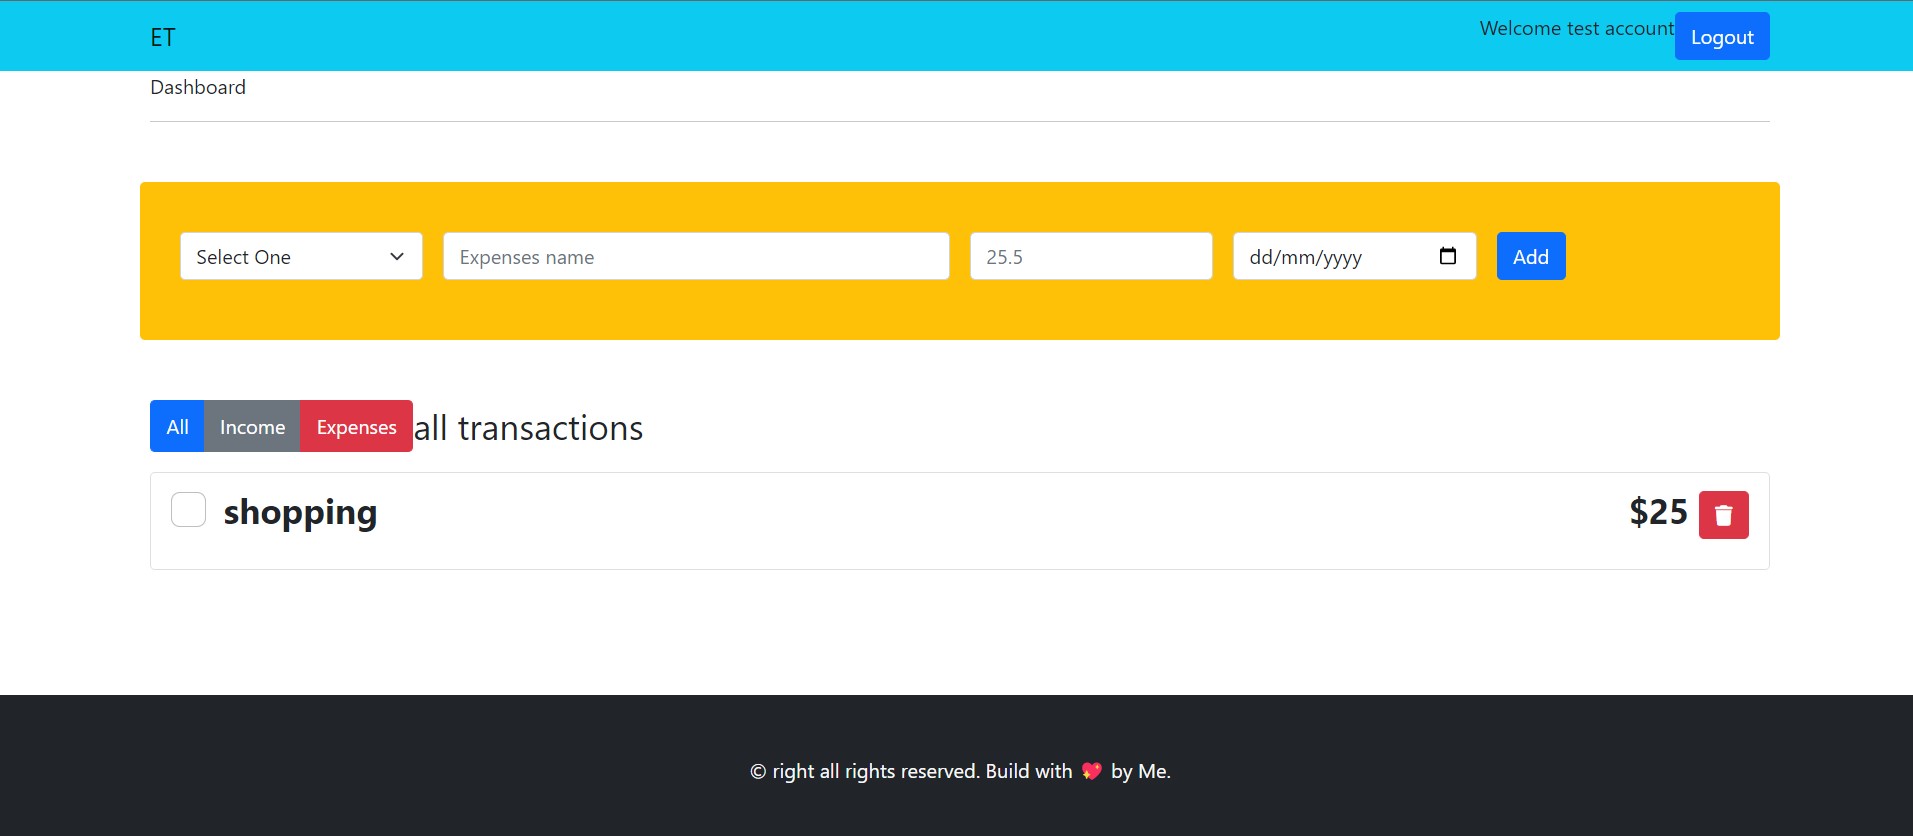 ET
Welcome test account Logout
Dashboard
Select One Expenses name 25.5 dd/mm/yyyy Add
All Income Expenses all transactions
shopping $25
© right all rights reserved. Build with 💖 by Me.